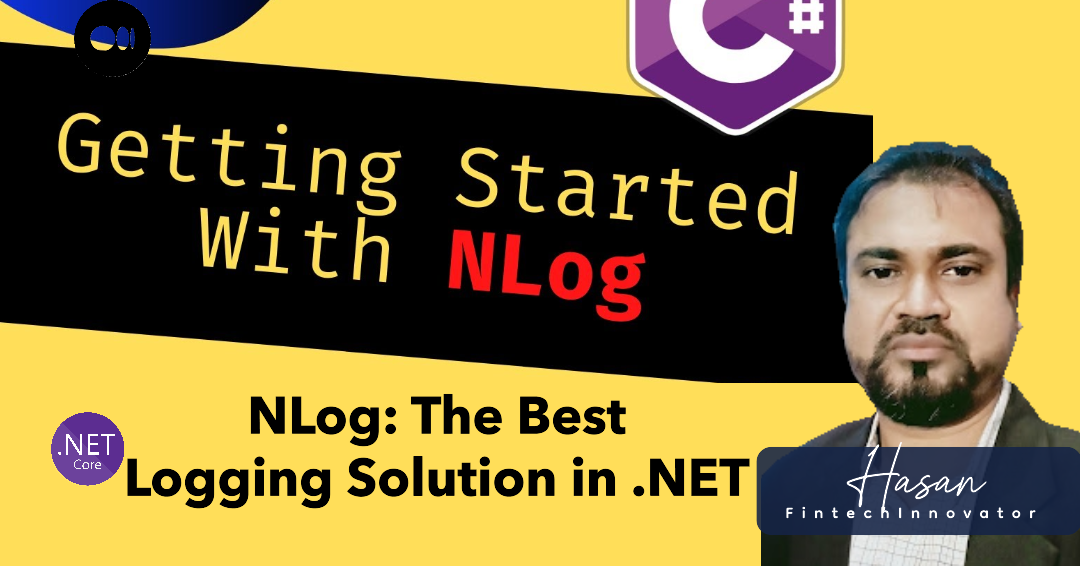 C#
Getting Started
With NLog
NLog: The Best
Logging Solution in .NET
.NET
Core
Hasan
FintechInnovator